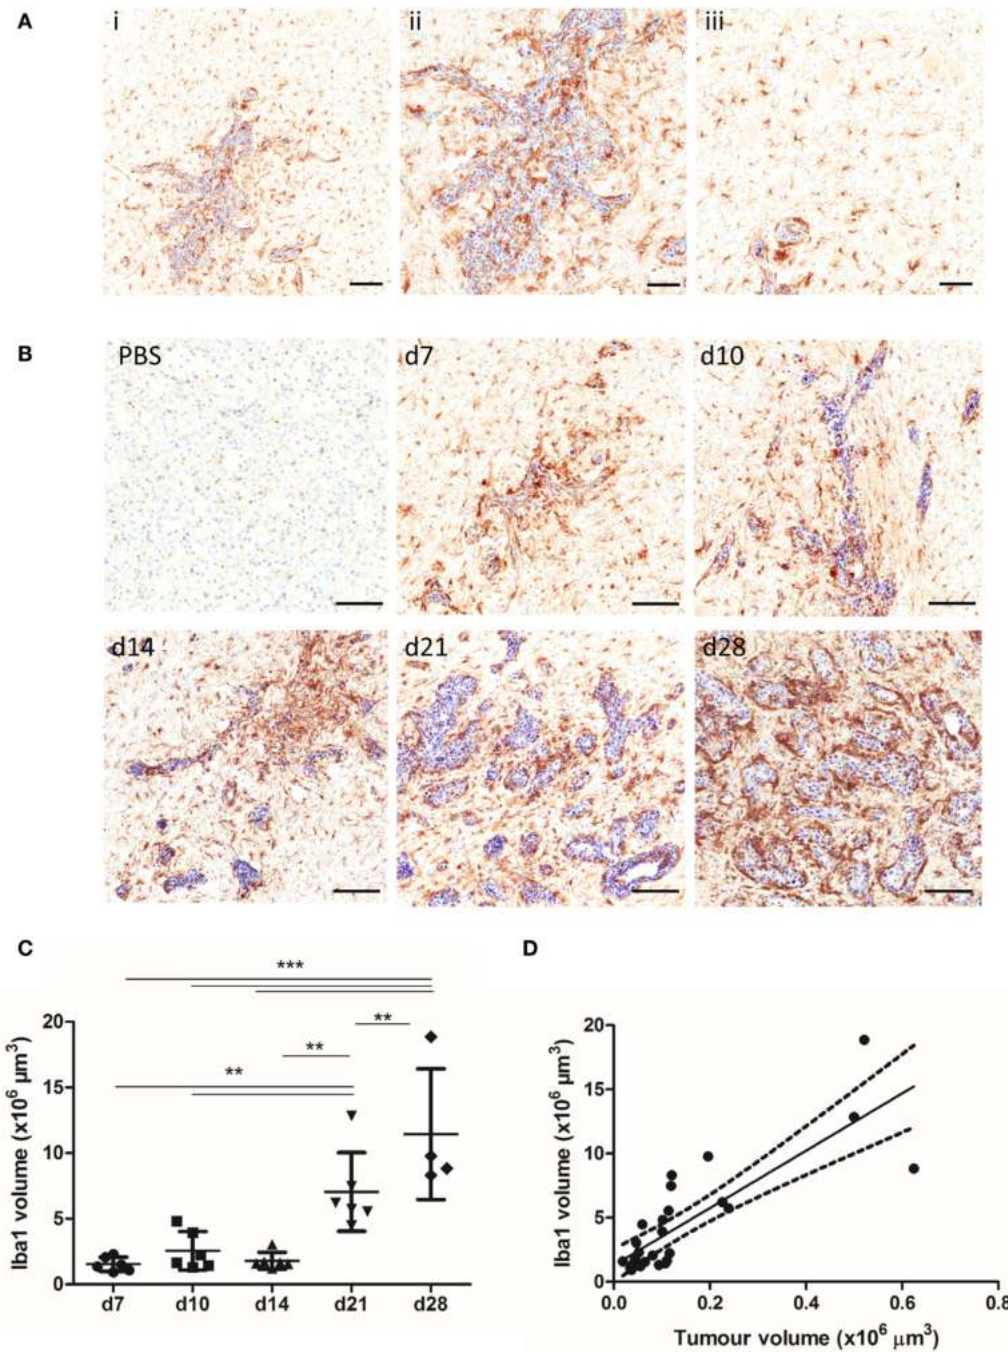 A
i
ii
iii
B
PBS
d7
d10
d14
d21
d28
C
***
**
**
**
20
15
10
5
0
Iba1 volume (x10⁶ µm³)
d7
d10
d14
d21
d28
D
20
15
10
5
0
Iba1 volume (x10⁶ µm³)
0.0
0.2
0.4
0.6
0.8
Tumour volume (x10⁶ µm³)